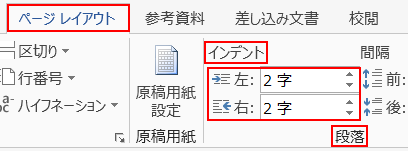 ページ レイアウト 参考資料 差し込み文書 校閲
区切り
行番号
ハイフネーション
原稿用紙
設定
原稿用紙
インデント
左: 2 字
右: 2 字
間隔
前:
後:
段落